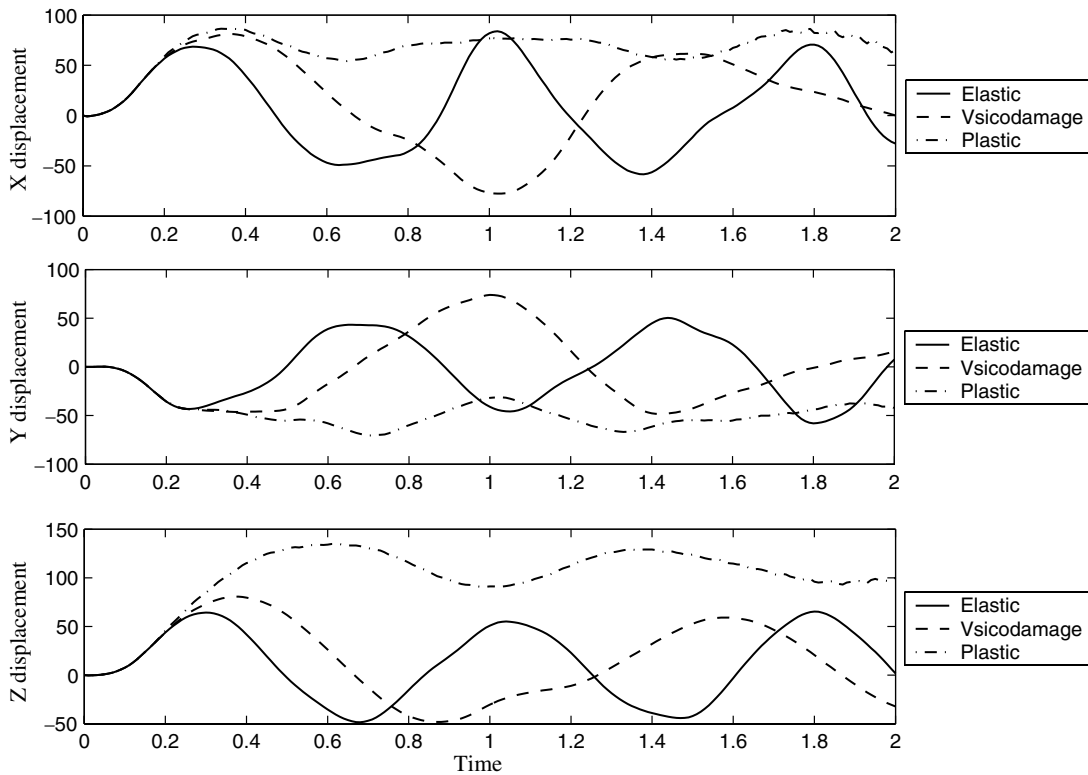 100
50
0
−50
−100
X displacement
0 0.2 0.4 0.6 0.8 1 1.2 1.4 1.6 1.8 2
Elastic
Vsicodamage
Plastic
100
50
0
−50
−100
Y displacement
0 0.2 0.4 0.6 0.8 1 1.2 1.4 1.6 1.8 2
Elastic
Vsicodamage
Plastic
150
100
50
0
−50
Z displacement
0 0.2 0.4 0.6 0.8 1 1.2 1.4 1.6 1.8 2
Time
Elastic
Vsicodamage
Plastic